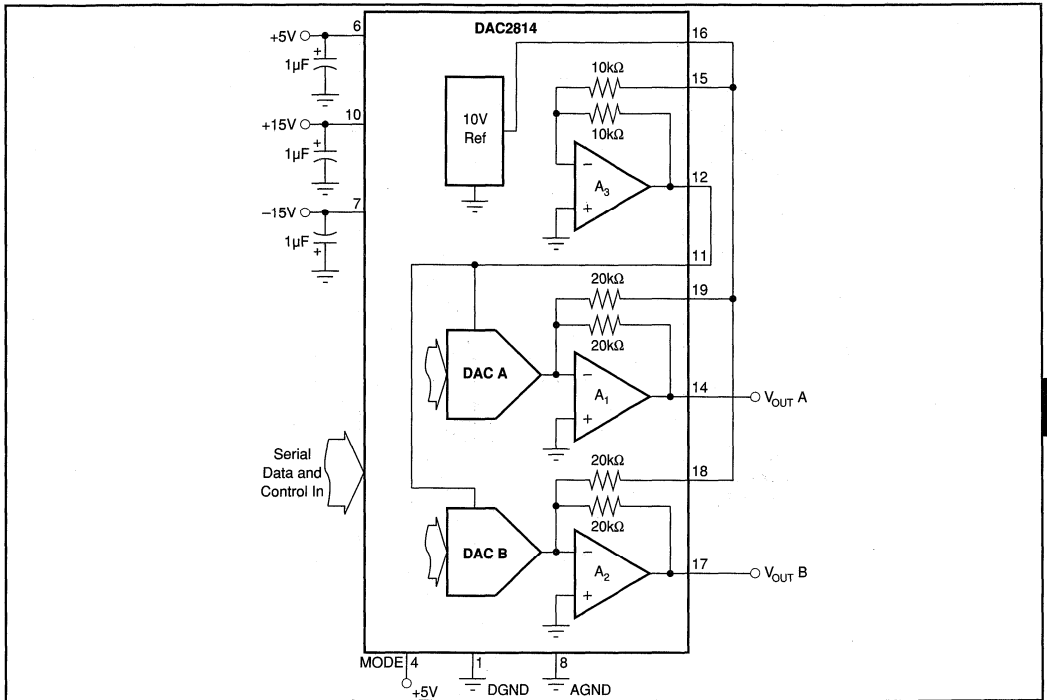 DAC2814
6
+5V
+
1µF
10
+15V
+
1µF
7
–15V
1µF
+
10V
Ref
16
10kΩ
15
10kΩ
–
A3
+
12
11
20kΩ
19
20kΩ
DAC A
–
A1
+
14
VOUT A
Serial
Data and
Control In
20kΩ
18
20kΩ
DAC B
–
A2
+
17
VOUT B
MODE 4
+5V
1
DGND
8
AGND